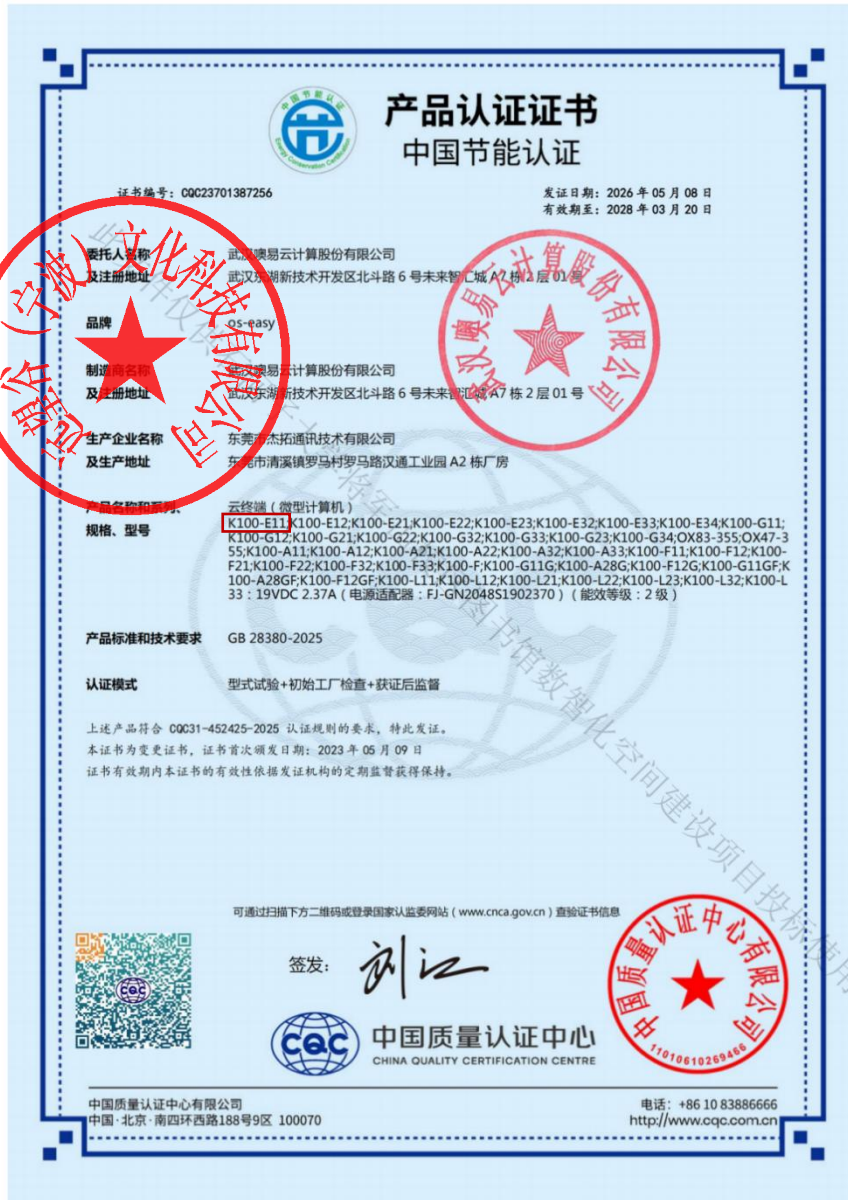 产品认证证书
中国节能认证
中国节能认证
Energy Conservation Certification
证书编号：CQC23701387256
发证日期：2026 年 05 月 08 日
有效期至：2028 年 03 月 20 日
委托人名称
及注册地址
武汉噢易云计算股份有限公司
武汉东湖新技术开发区北斗路 6 号未来智汇城 A7 栋 2 层 01 号
品牌
os-easy
制造商名称
及注册地址
武汉噢易云计算股份有限公司
武汉东湖新技术开发区北斗路 6 号未来智汇城 A7 栋 2 层 01 号
生产企业名称
及生产地址
东莞市杰拓通讯技术有限公司
东莞市清溪镇罗马村罗马路汉通工业园 A2 栋厂房
产品名称和系列、
规格、型号
云终端（微型计算机）
K100-E11;K100-E12;K100-E21;K100-E22;K100-E23;K100-E32;K100-E33;K100-E34;K100-G11;
K100-G12;K100-G21;K100-G22;K100-G32;K100-G33;K100-G23;K100-G34;OX83-355;OX47-3
55;K100-A11;K100-A12;K100-A21;K100-A22;K100-A32;K100-A33;K100-F11;K100-F12;K100-
F21;K100-F22;K100-F32;K100-F33;K100-F;K100-G11G;K100-A28G;K100-F12G;K100-G11GF;K
100-A28GF;K100-F12GF;K100-L11;K100-L12;K100-L21;K100-L22;K100-L23;K100-L32;K100-L
33：19VDC 2.37A（电源适配器：FJ-GN2048S1902370）（能效等级：2 级）
产品标准和技术要求
GB 28380-2025
认证模式
型式试验+初始工厂检查+获证后监督
上述产品符合 CQC31-452425-2025 认证规则的要求，特此发证。
本证书为变更证书，证书首次颁发日期：2023 年 05 月 09 日
证书有效期内本证书的有效性依据发证机构的定期监督获得保持。
可通过扫描下方二维码或登录国家认监委网站（www.cnca.gov.cn）查验证书信息
签发：
刘江
CQC
CQC
中国质量认证中心
CHINA QUALITY CERTIFICATION CENTRE
中国质量认证中心有限公司
11010610269466
中国质量认证中心有限公司
中国·北京·南四环西路188号9区 100070
电话：+86 10 83886666
http://www.cqc.com.cn
武汉噢易云计算股份有限公司
（宁波）文化科技有限公司
图书馆数智化空间建设项目投标使用
CQC